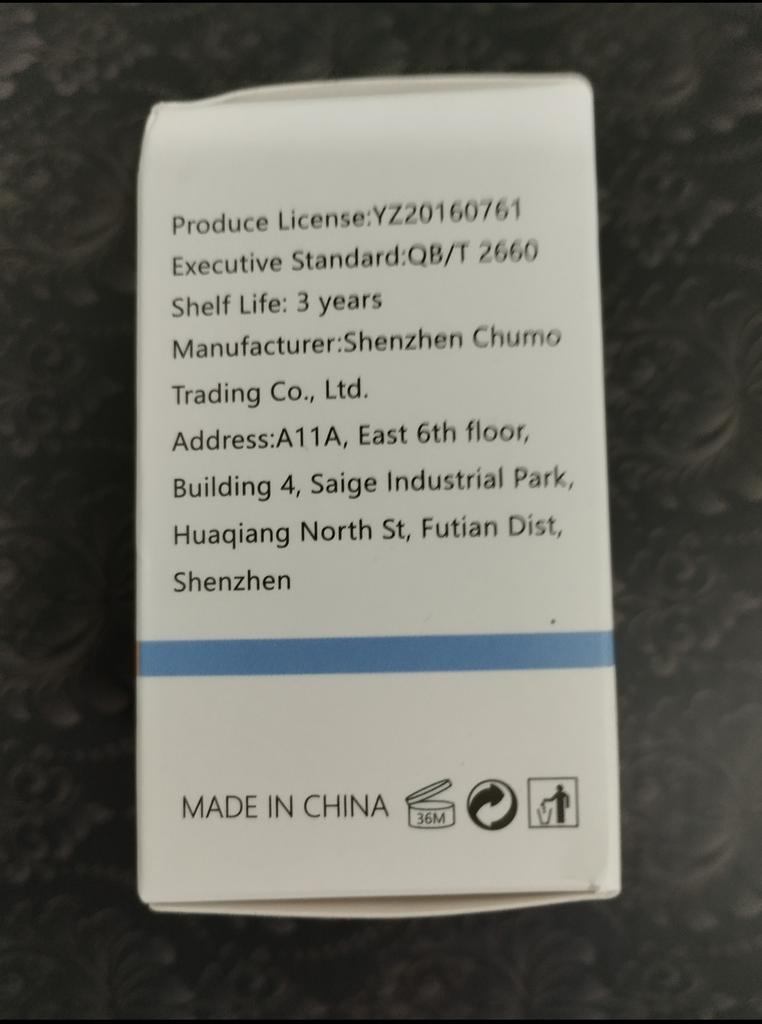 Produce License:YZ20160761
Executive Standard:QB/T 2660
Shelf Life: 3 years
Manufacturer:Shenzhen Chumo
Trading Co., Ltd.
Address:A11A, East 6th floor,
Building 4, Saige Industrial Park,
Huaqiang North St, Futian Dist,
Shenzhen
MADE IN CHINA 36M